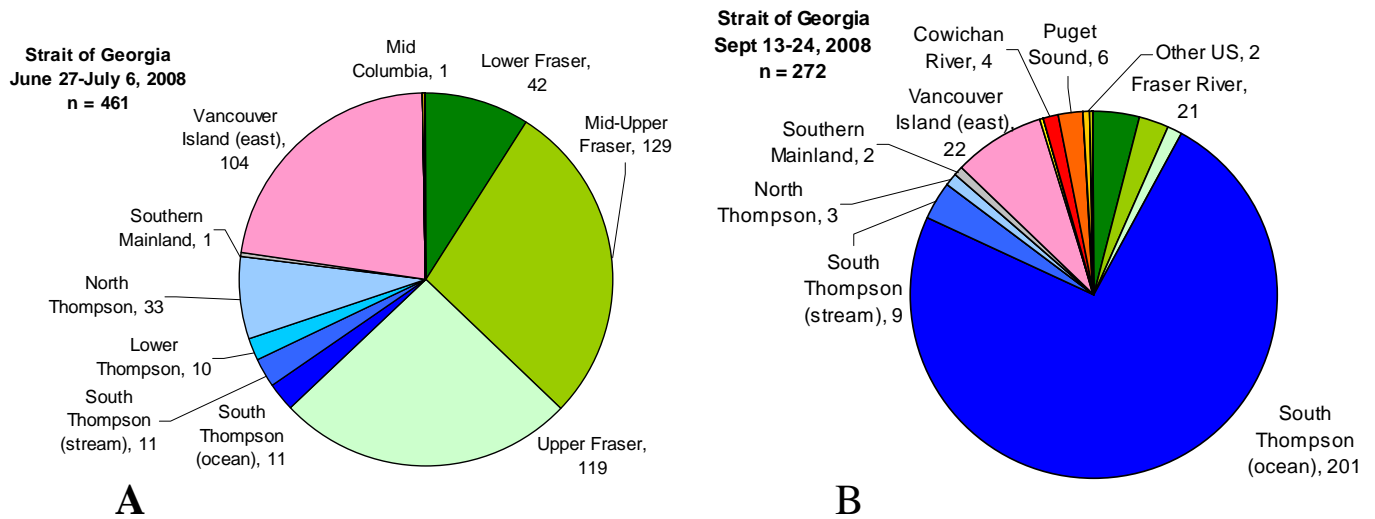 Strait of Georgia
June 27-July 6, 2008
n = 461
Mid
Columbia, 1
Lower Fraser,
42
Mid-Upper
Fraser, 129
Upper Fraser,
119
South
Thompson
(ocean), 11
South
Thompson
(stream), 11
Lower
Thompson, 10
North
Thompson, 33
Southern
Mainland, 1
Vancouver
Island (east),
104
A
Strait of Georgia
Sept 13-24, 2008
n = 272
Cowichan
River, 4
Puget
Sound, 6
Other US, 2
Fraser River,
21
South
Thompson
(ocean), 201
South
Thompson
(stream), 9
North
Thompson, 3
Southern
Mainland, 2
Vancouver
Island (east),
22
B